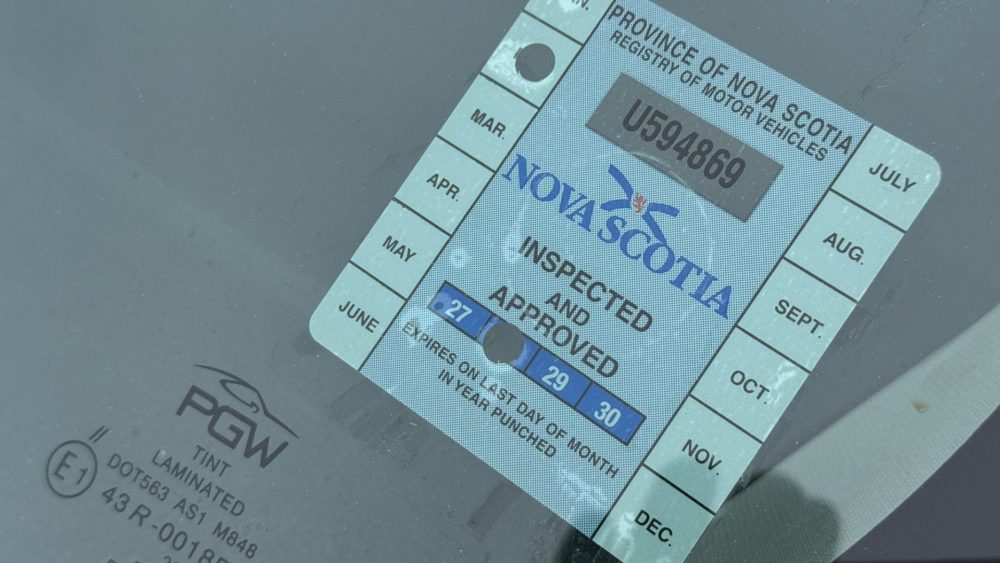 PROVINCE OF NOVA SCOTIA
REGISTRY OF MOTOR VEHICLES
U594869
NOVA SCOTIA
INSPECTED
AND
APPROVED
27 29 30
EXPIRES ON LAST DAY OF MONTH
IN YEAR PUNCHED
MAR.
APR.
MAY
JUNE
JULY
AUG.
SEPT.
OCT.
NOV.
DEC.
PGW
TINT
LAMINATED
DOT563 AS1 M848
E1